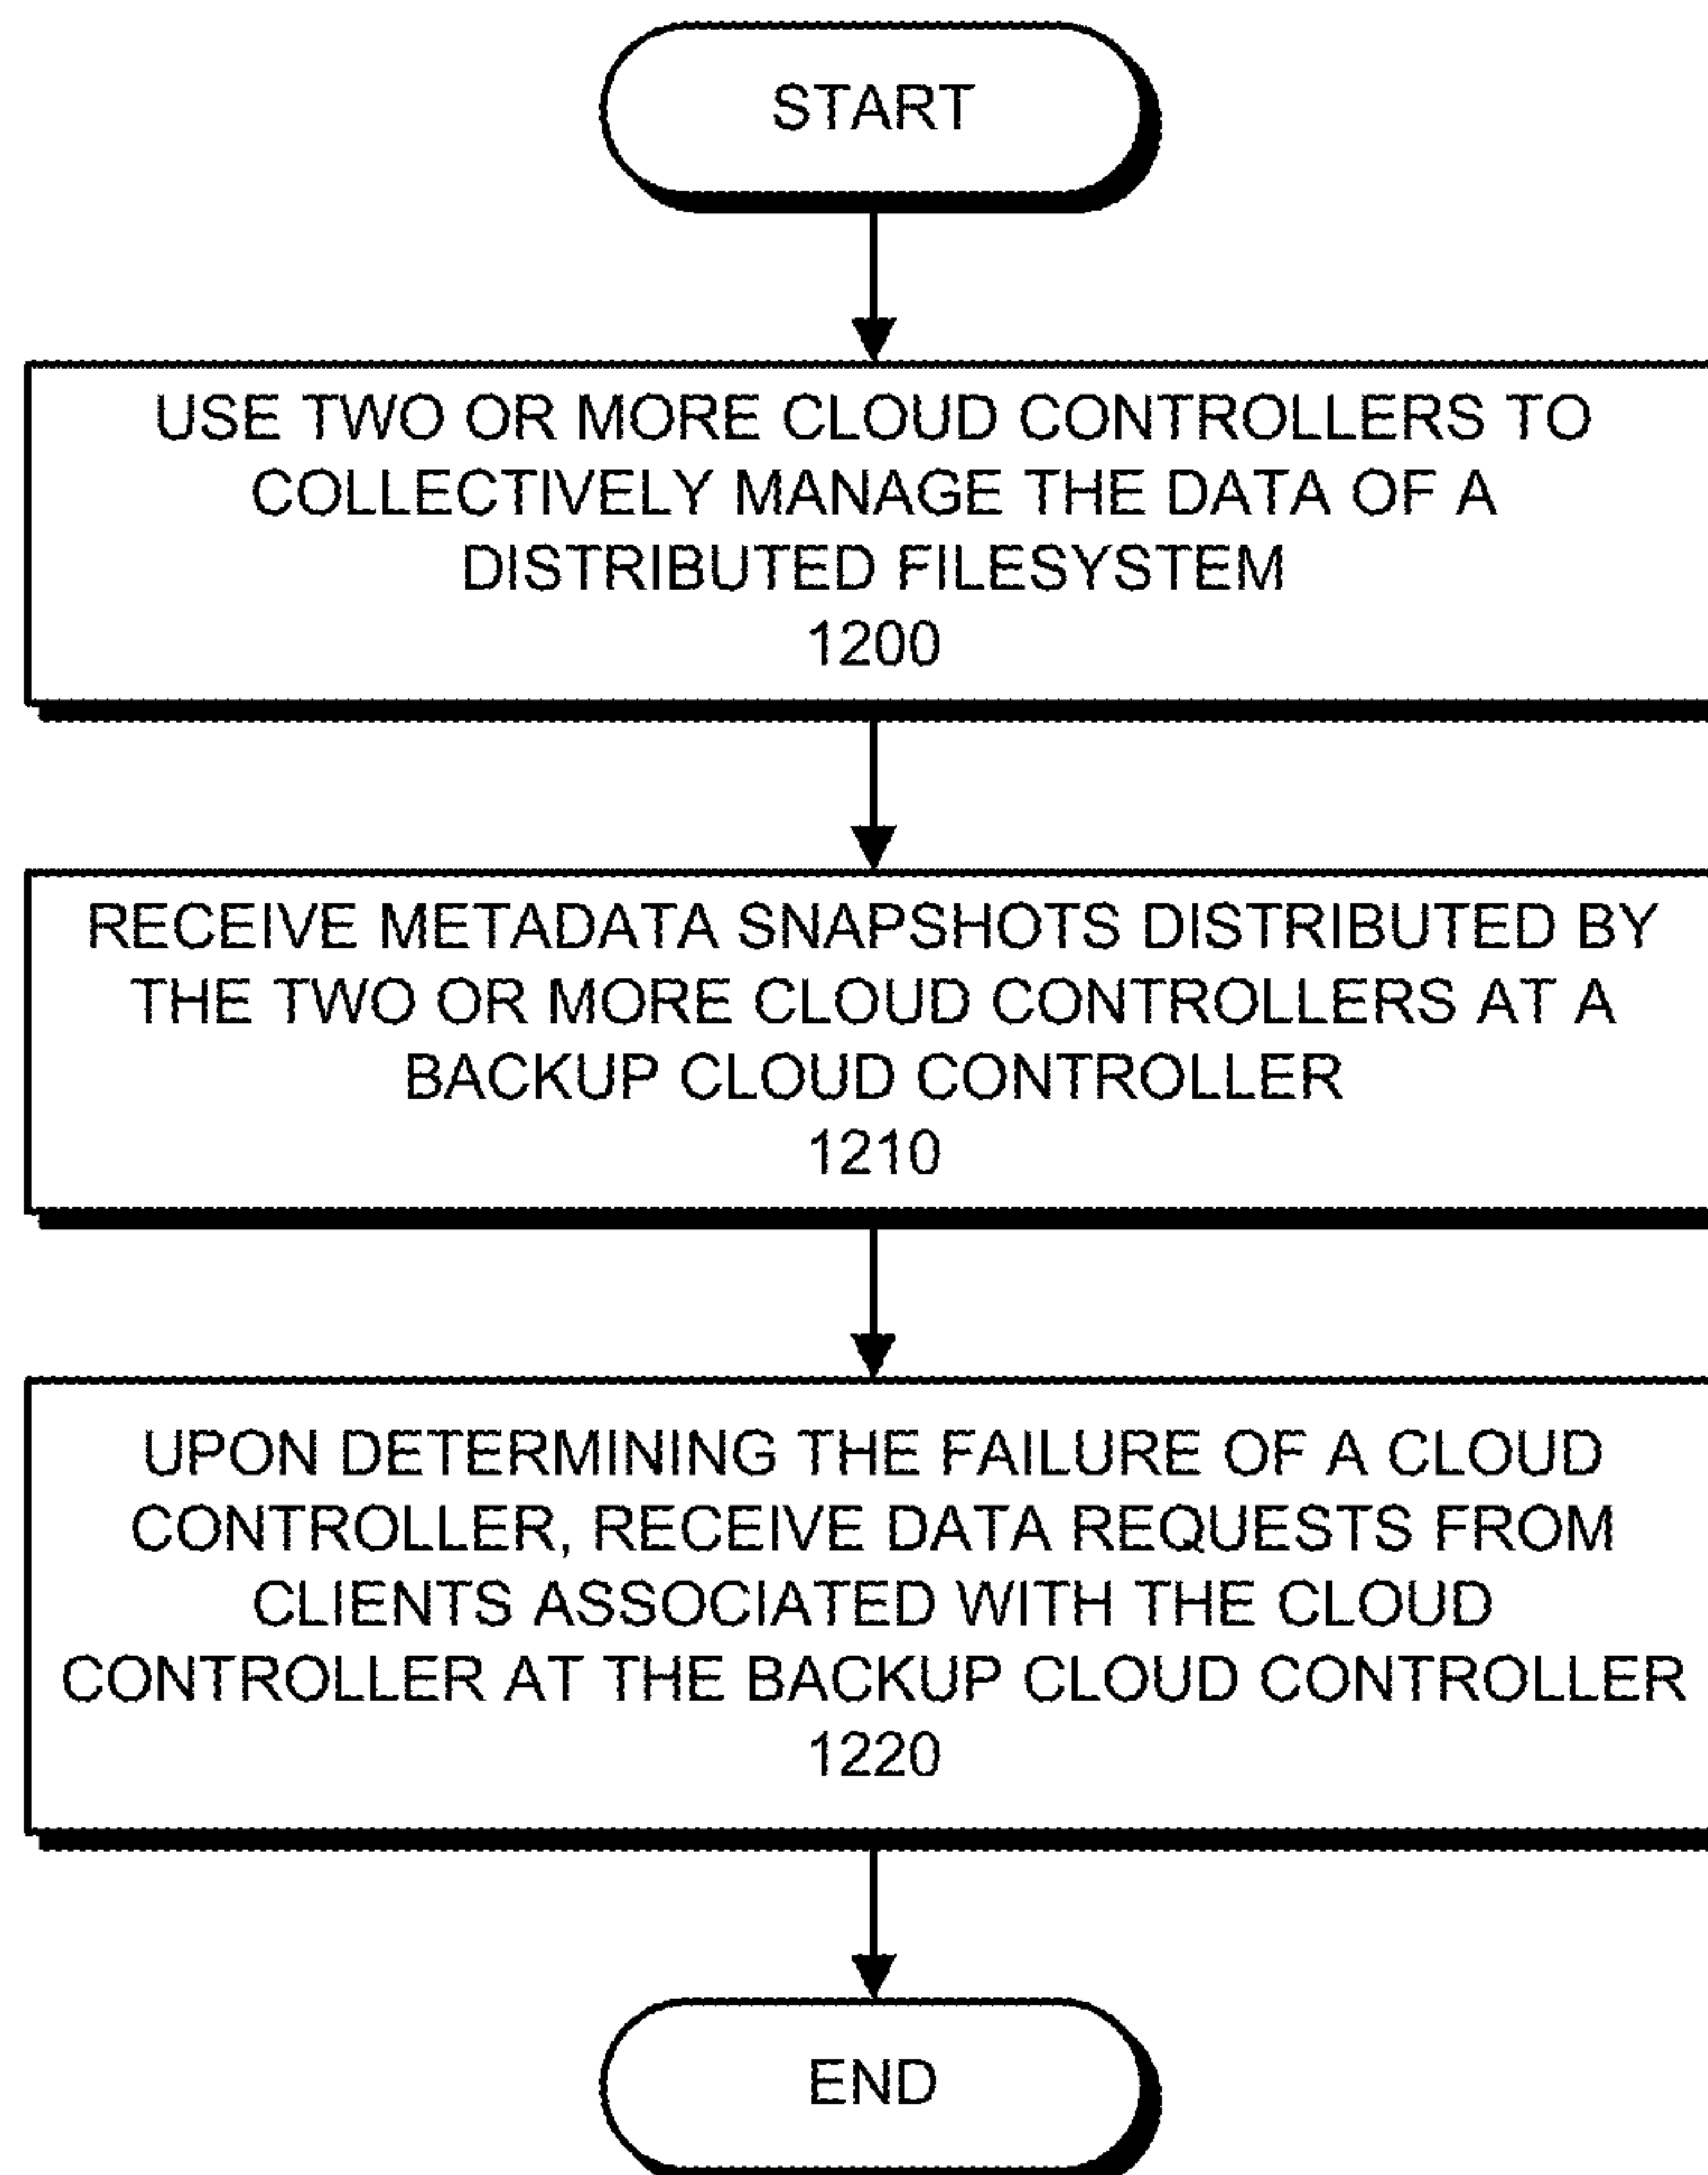 START
USE TWO OR MORE CLOUD CONTROLLERS TO
COLLECTIVELY MANAGE THE DATA OF A
DISTRIBUTED FILESYSTEM
1200
RECEIVE METADATA SNAPSHOTS DISTRIBUTED BY
THE TWO OR MORE CLOUD CONTROLLERS AT A
BACKUP CLOUD CONTROLLER
1210
UPON DETERMINING THE FAILURE OF A CLOUD
CONTROLLER, RECEIVE DATA REQUESTS FROM
CLIENTS ASSOCIATED WITH THE CLOUD
CONTROLLER AT THE BACKUP CLOUD CONTROLLER
1220
END